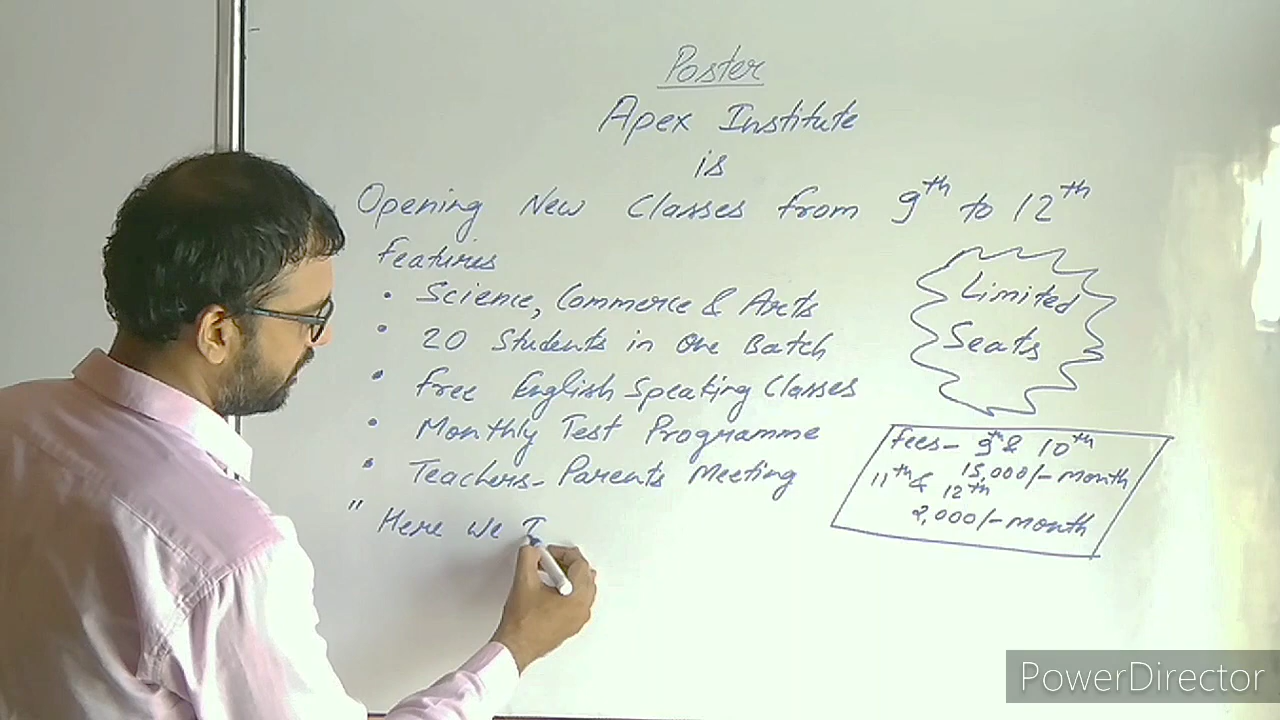 Poster
Apex Institute
is
Opening New Classes from 9th to 12th
Features
• Science, Commerce & Arts
• 20 Students in One Batch
• Free English Speaking Classes
• Monthly Test Programme
• Teachers-Parents Meeting
" Here we
Limited
Seats
Fees- 9th & 10th
15,000/- month
11th & 12th
2,000/- month
PowerDirector